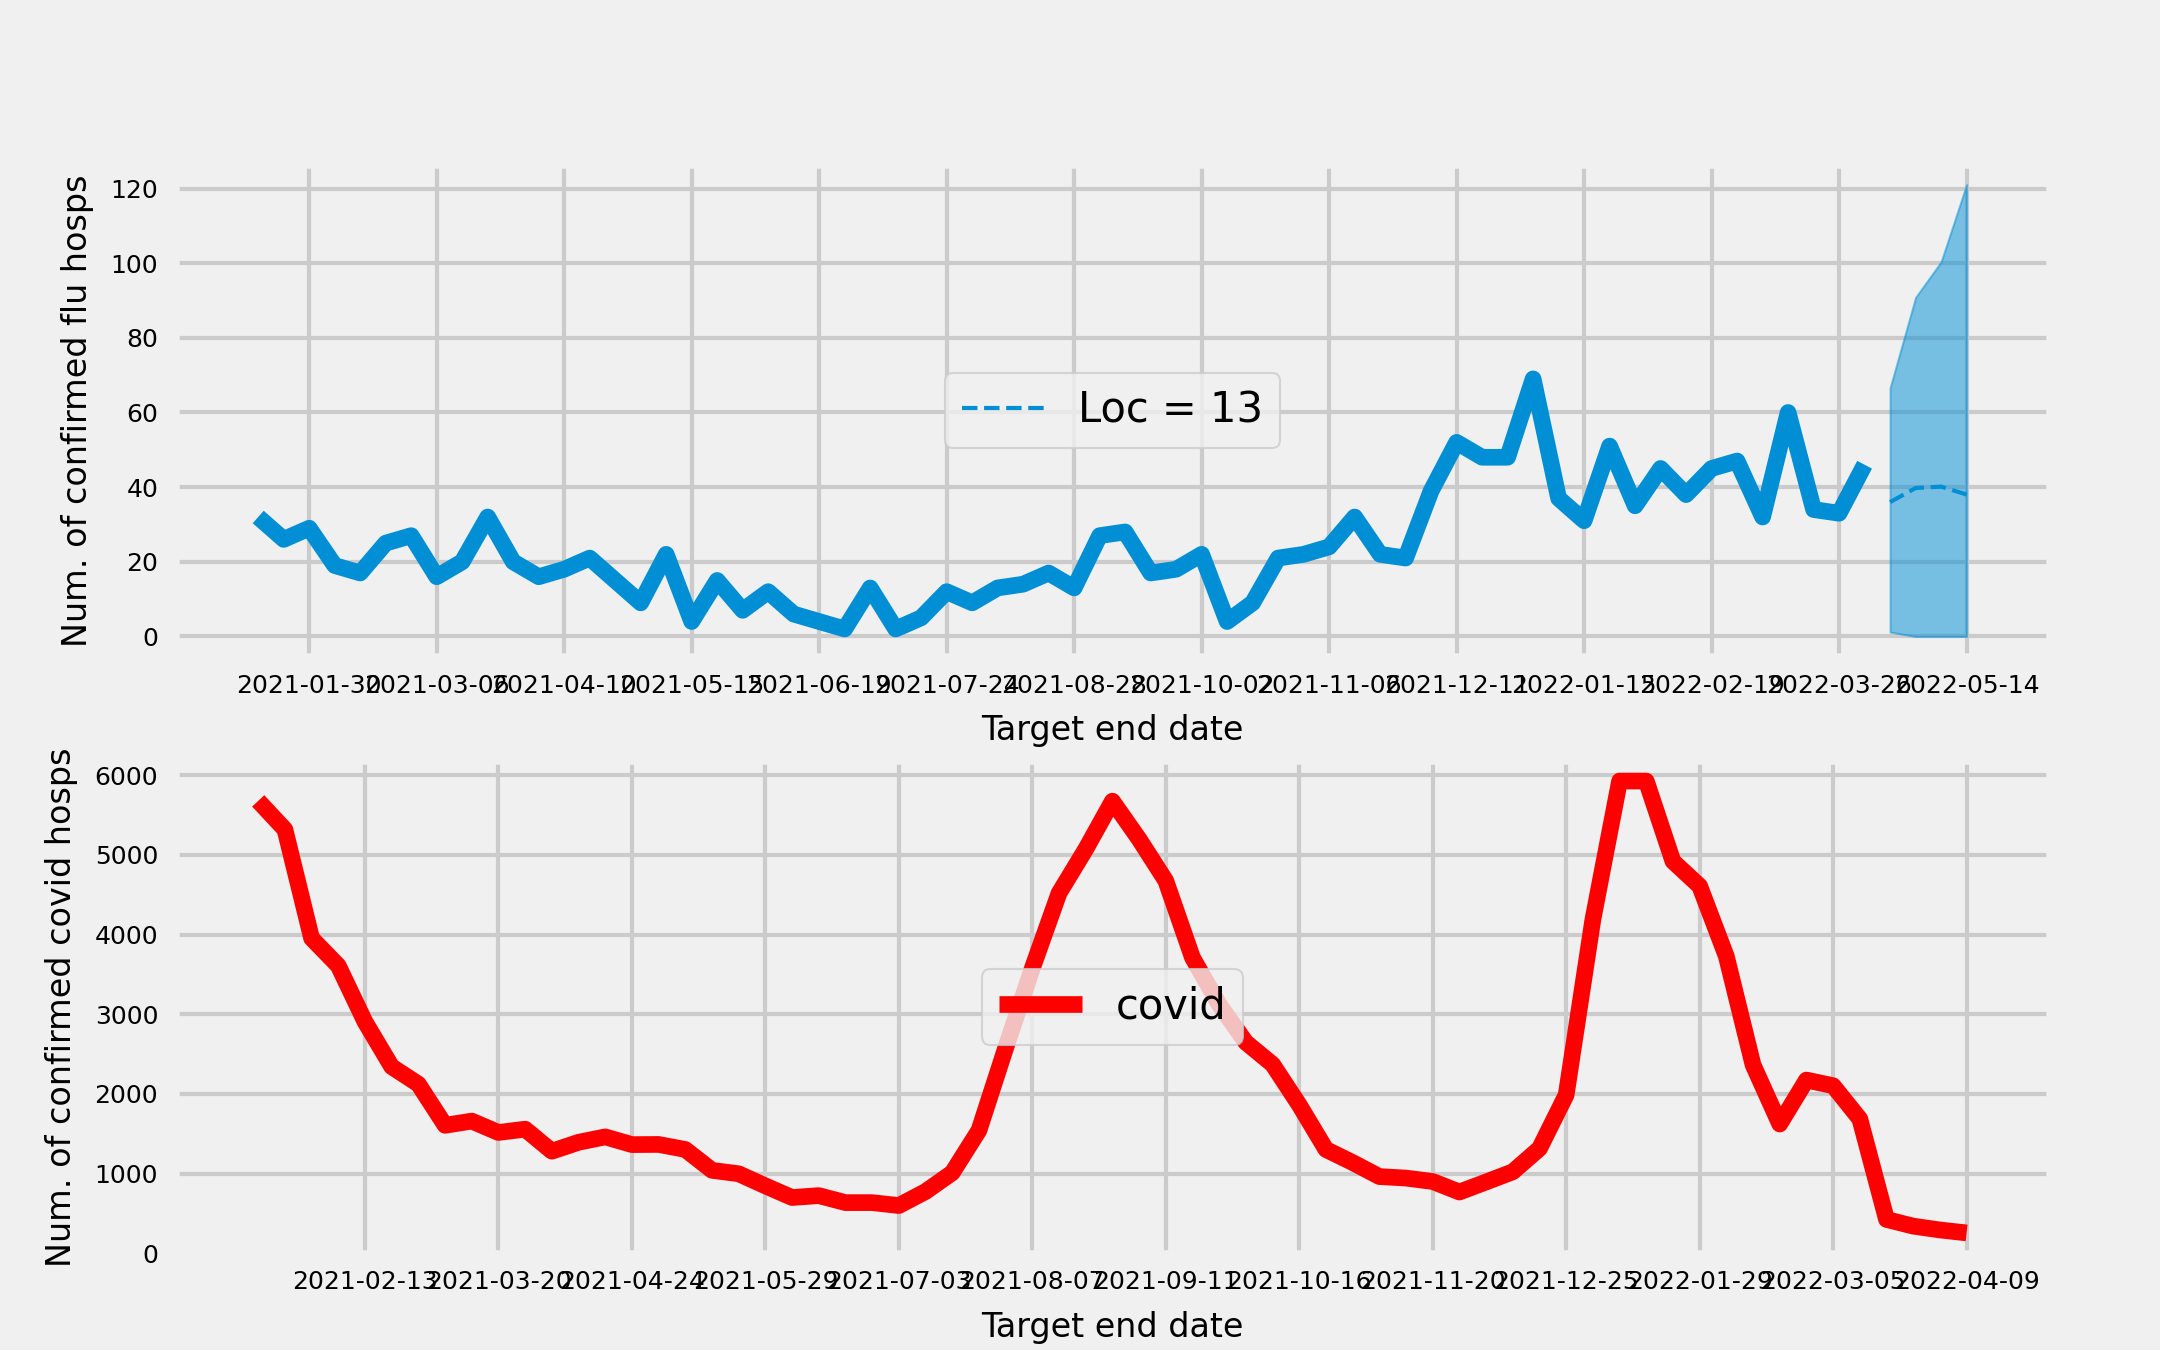 Num. of confirmed flu hosps
120
100
80
60
40
20
0
Loc = 13
2021-01-30 2021-03-06 2021-04-10 2021-05-15 2021-06-19 2021-07-24 2021-08-28 2021-10-02 2021-11-06 2021-12-11 2022-01-15 2022-02-19 2022-03-26 2022-05-14
Target end date
Num. of confirmed covid hosps
6000
5000
4000
3000
2000
1000
0
covid
2021-02-13 2021-03-20 2021-04-24 2021-05-29 2021-07-03 2021-08-07 2021-09-11 2021-10-16 2021-11-20 2021-12-25 2022-01-29 2022-03-05 2022-04-09
Target end date